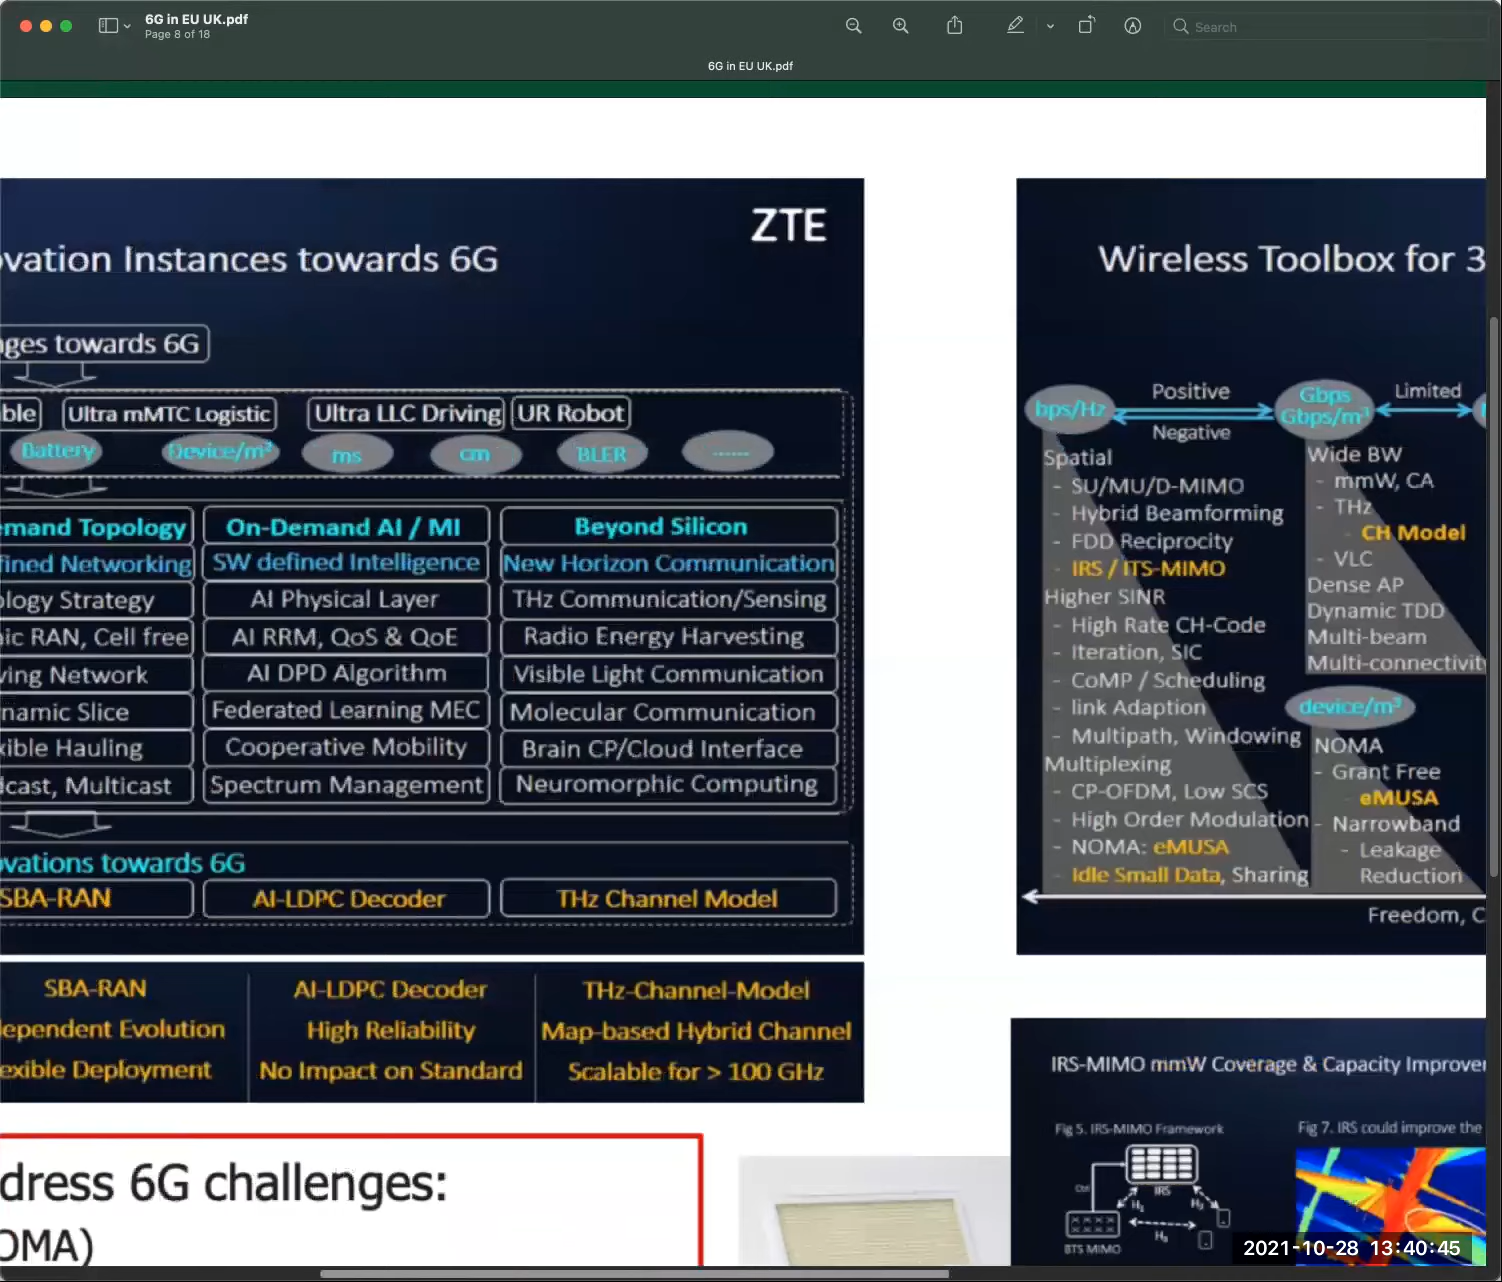 6G in EU UK.pdf
Page 8 of 18
Search
6G in EU UK.pdf
ZTE
vation Instances towards 6G
nges towards 6G
ble
Ultra mMTC Logistic
Ultra LLC Driving
UR Robot
Battery
Device/m³
ms
cm
BLER
......
emand Topology
On-Demand AI / MI
Beyond Silicon
fined Networking
SW defined Intelligence
New Horizon Communication
ology Strategy
AI Physical Layer
THz Communication/Sensing
ic RAN, Cell free
AI RRM, QoS & QoE
Radio Energy Harvesting
ving Network
AI DPD Algorithm
Visible Light Communication
namic Slice
Federated Learning MEC
Molecular Communication
xible Hauling
Cooperative Mobility
Brain CP/Cloud Interface
dcast, Multicast
Spectrum Management
Neuromorphic Computing
ovations towards 6G
SBA-RAN
AI-LDPC Decoder
THz Channel Model
SBA-RAN
AI-LDPC Decoder
THz-Channel-Model
dependent Evolution
High Reliability
Map-based Hybrid Channel
exible Deployment
No Impact on Standard
Scalable for > 100 GHz
dress 6G challenges:
OMA)
Wireless Toolbox for 3
bps/Hz
Positive
Negative
Gbps
Gbps/m³
Limited
Spatial
- SU/MU/D-MIMO
- Hybrid Beamforming
- FDD Reciprocity
- IRS / ITS-MIMO
Higher SINR
- High Rate CH-Code
- Iteration, SIC
- CoMP / Scheduling
- link Adaption
- Multipath, Windowing
Multiplexing
- CP-OFDM, Low SCS
- High Order Modulation
- NOMA: eMUSA
- Idle Small Data, Sharing
Wide BW
- mmW, CA
- THz
- CH Model
- VLC
Dense AP
Dynamic TDD
Multi-beam
Multi-connectivit
device/m³
NOMA
- Grant Free
- eMUSA
- Narrowband
- Leakage
Reduction
Freedom, C
IRS-MIMO mmW Coverage & Capacity Improve
Fig 5. IRS-MIMO Framework
Fig 7. IRS could improve the
Ctrl
IRS
H₁
H₂
BTS MIMO
2021-10-28 13:40:45